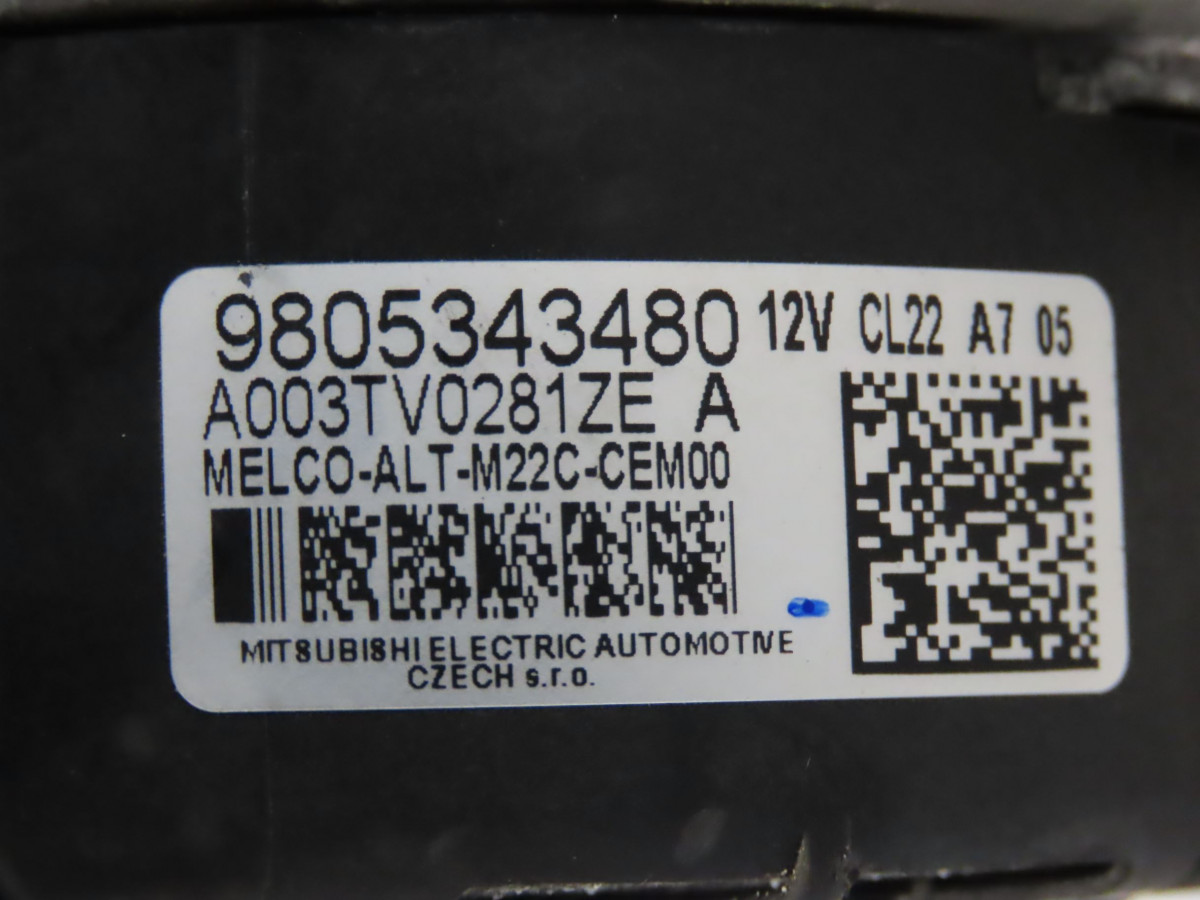 9805343480 12V CL22 A7 05
A003TV0281ZE A
MELCO-ALT-M22C-CEM00
MITSUBISHI ELECTRIC AUTOMOTIVE
CZECH s.r.o.